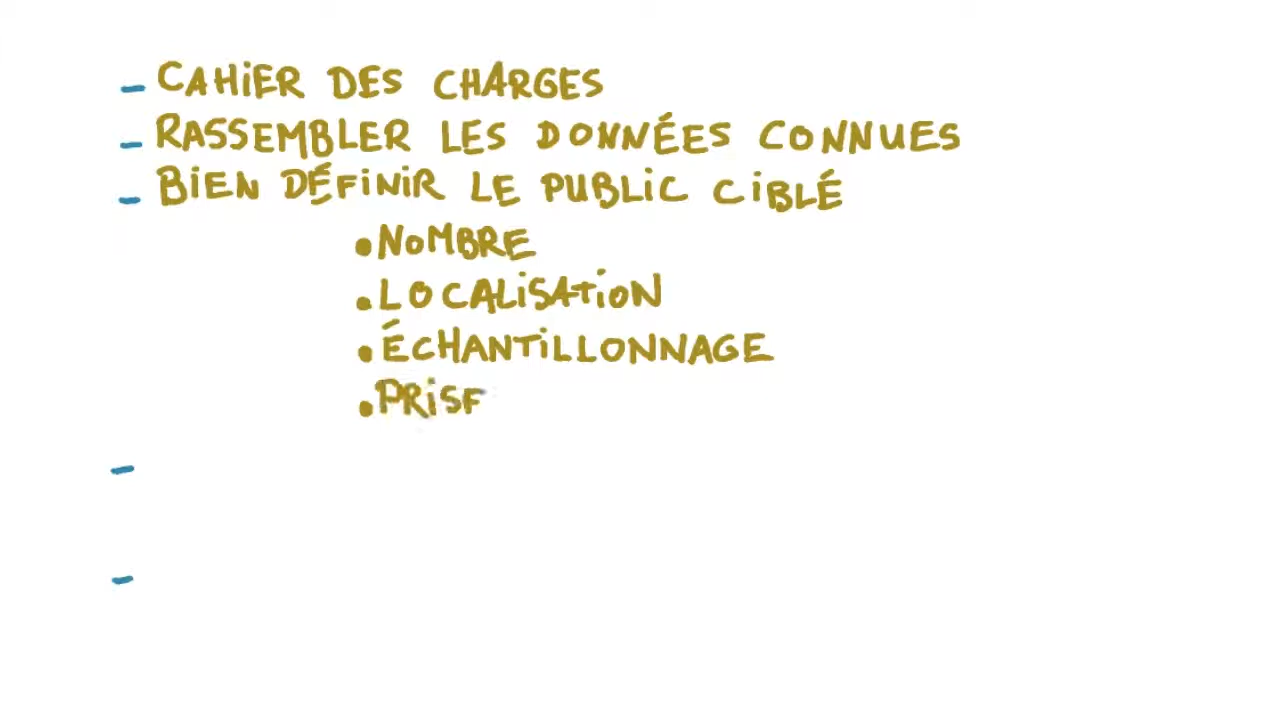 - CAHIER DES CHARGES
- RASSEMBLER LES DONNÉES CONNUES
- BIEN DÉFINIR LE PUBLIC CIBLÉ
• NOMBRE
• LOCALISATION
• ÉCHANTILLONNAGE
• PRISE
-
-